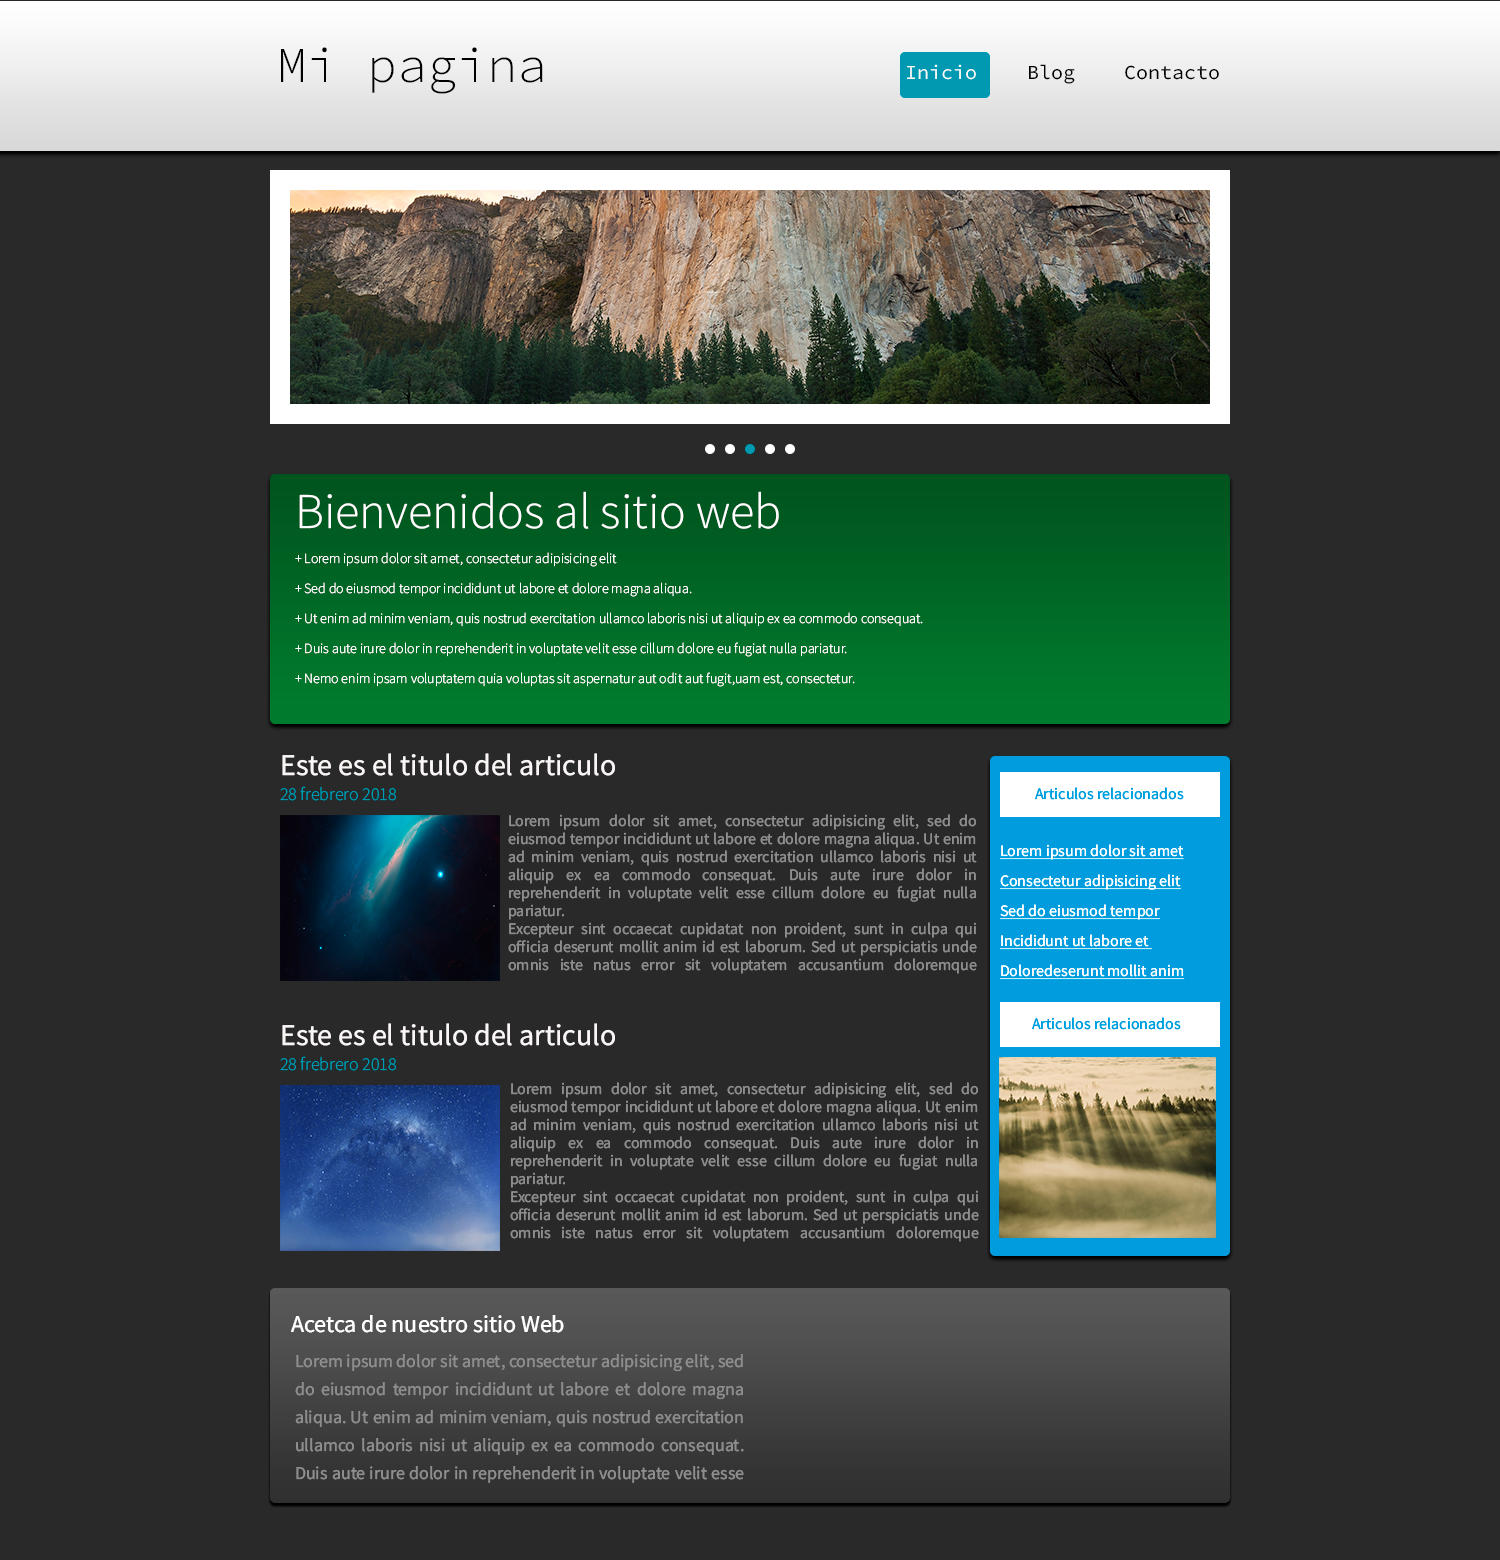 Mi pagina
Inicio
Blog
Contacto
Bienvenidos al sitio web
+ Lorem ipsum dolor sit amet, consectetur adipisicing elit
+ Sed do eiusmod tempor incididunt ut labore et dolore magna aliqua.
+ Ut enim ad minim veniam, quis nostrud exercitation ullamco laboris nisi ut aliquip ex ea commodo consequat.
+ Duis aute irure dolor in reprehenderit in voluptate velit esse cillum dolore eu fugiat nulla pariatur.
+ Nemo enim ipsam voluptatem quia voluptas sit aspernatur aut odit aut fugit,uam est, consectetur.
Este es el titulo del articulo
28 frebrero 2018
Lorem ipsum dolor sit amet, consectetur adipisicing elit, sed do
eiusmod tempor incididunt ut labore et dolore magna aliqua. Ut enim
ad minim veniam, quis nostrud exercitation ullamco laboris nisi ut
aliquip ex ea commodo consequat. Duis aute irure dolor in
reprehenderit in voluptate velit esse cillum dolore eu fugiat nulla
pariatur.
Excepteur sint occaecat cupidatat non proident, sunt in culpa qui
officia deserunt mollit anim id est laborum. Sed ut perspiciatis unde
omnis iste natus error sit voluptatem accusantium doloremque
Este es el titulo del articulo
28 frebrero 2018
Lorem ipsum dolor sit amet, consectetur adipisicing elit, sed do
eiusmod tempor incididunt ut labore et dolore magna aliqua. Ut enim
ad minim veniam, quis nostrud exercitation ullamco laboris nisi ut
aliquip ex ea commodo consequat. Duis aute irure dolor in
reprehenderit in voluptate velit esse cillum dolore eu fugiat nulla
pariatur.
Excepteur sint occaecat cupidatat non proident, sunt in culpa qui
officia deserunt mollit anim id est laborum. Sed ut perspiciatis unde
omnis iste natus error sit voluptatem accusantium doloremque
Articulos relacionados
Lorem ipsum dolor sit amet
Consectetur adipisicing elit
Sed do eiusmod tempor
Incididunt ut labore et
Doloredeserunt mollit anim
Articulos relacionados
Acetca de nuestro sitio Web
Lorem ipsum dolor sit amet, consectetur adipisicing elit, sed
do eiusmod tempor incididunt ut labore et dolore magna
aliqua. Ut enim ad minim veniam, quis nostrud exercitation
ullamco laboris nisi ut aliquip ex ea commodo consequat.
Duis aute irure dolor in reprehenderit in voluptate velit esse